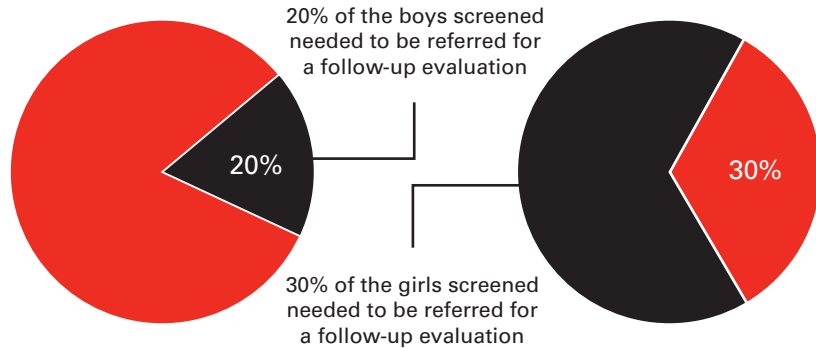 20% of the boys screened
needed to be referred for
a follow-up evaluation
20%
30%
30% of the girls screened
needed to be referred for
a follow-up evaluation